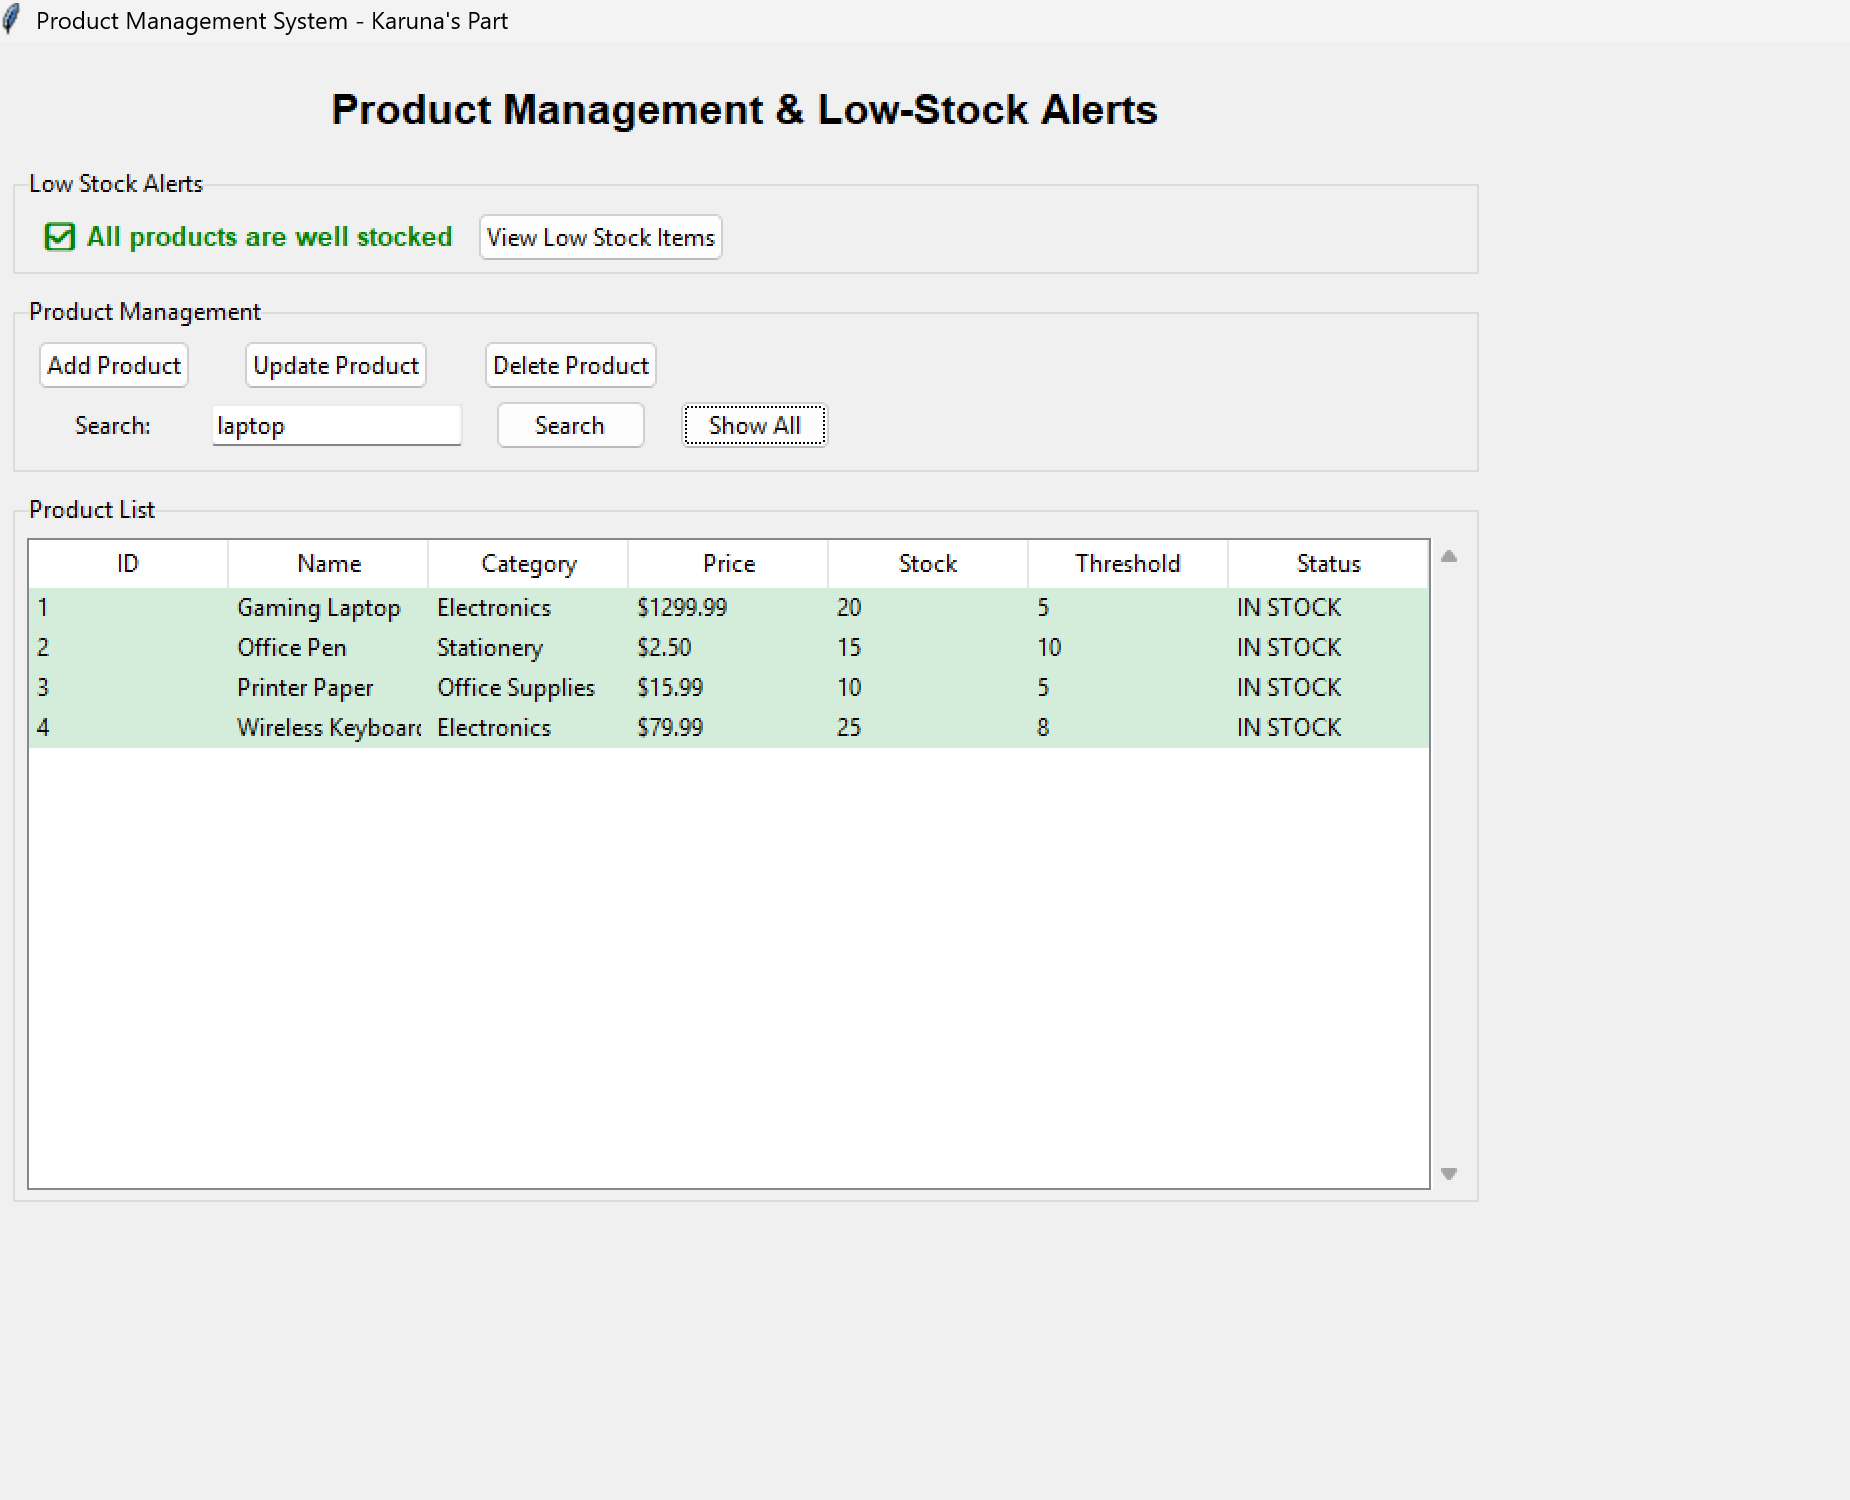 Product Management System - Karuna's Part
Product Management & Low-Stock Alerts
Low Stock Alerts
All products are well stocked View Low Stock Items
Product Management
Add Product Update Product Delete Product
Search: laptop Search Show All
Product List
ID Name Category Price Stock Threshold Status
1 Gaming Laptop Electronics $1299.99 20 5 IN STOCK
2 Office Pen Stationery $2.50 15 10 IN STOCK
3 Printer Paper Office Supplies $15.99 10 5 IN STOCK
4 Wireless Keyboard Electronics $79.99 25 8 IN STOCK